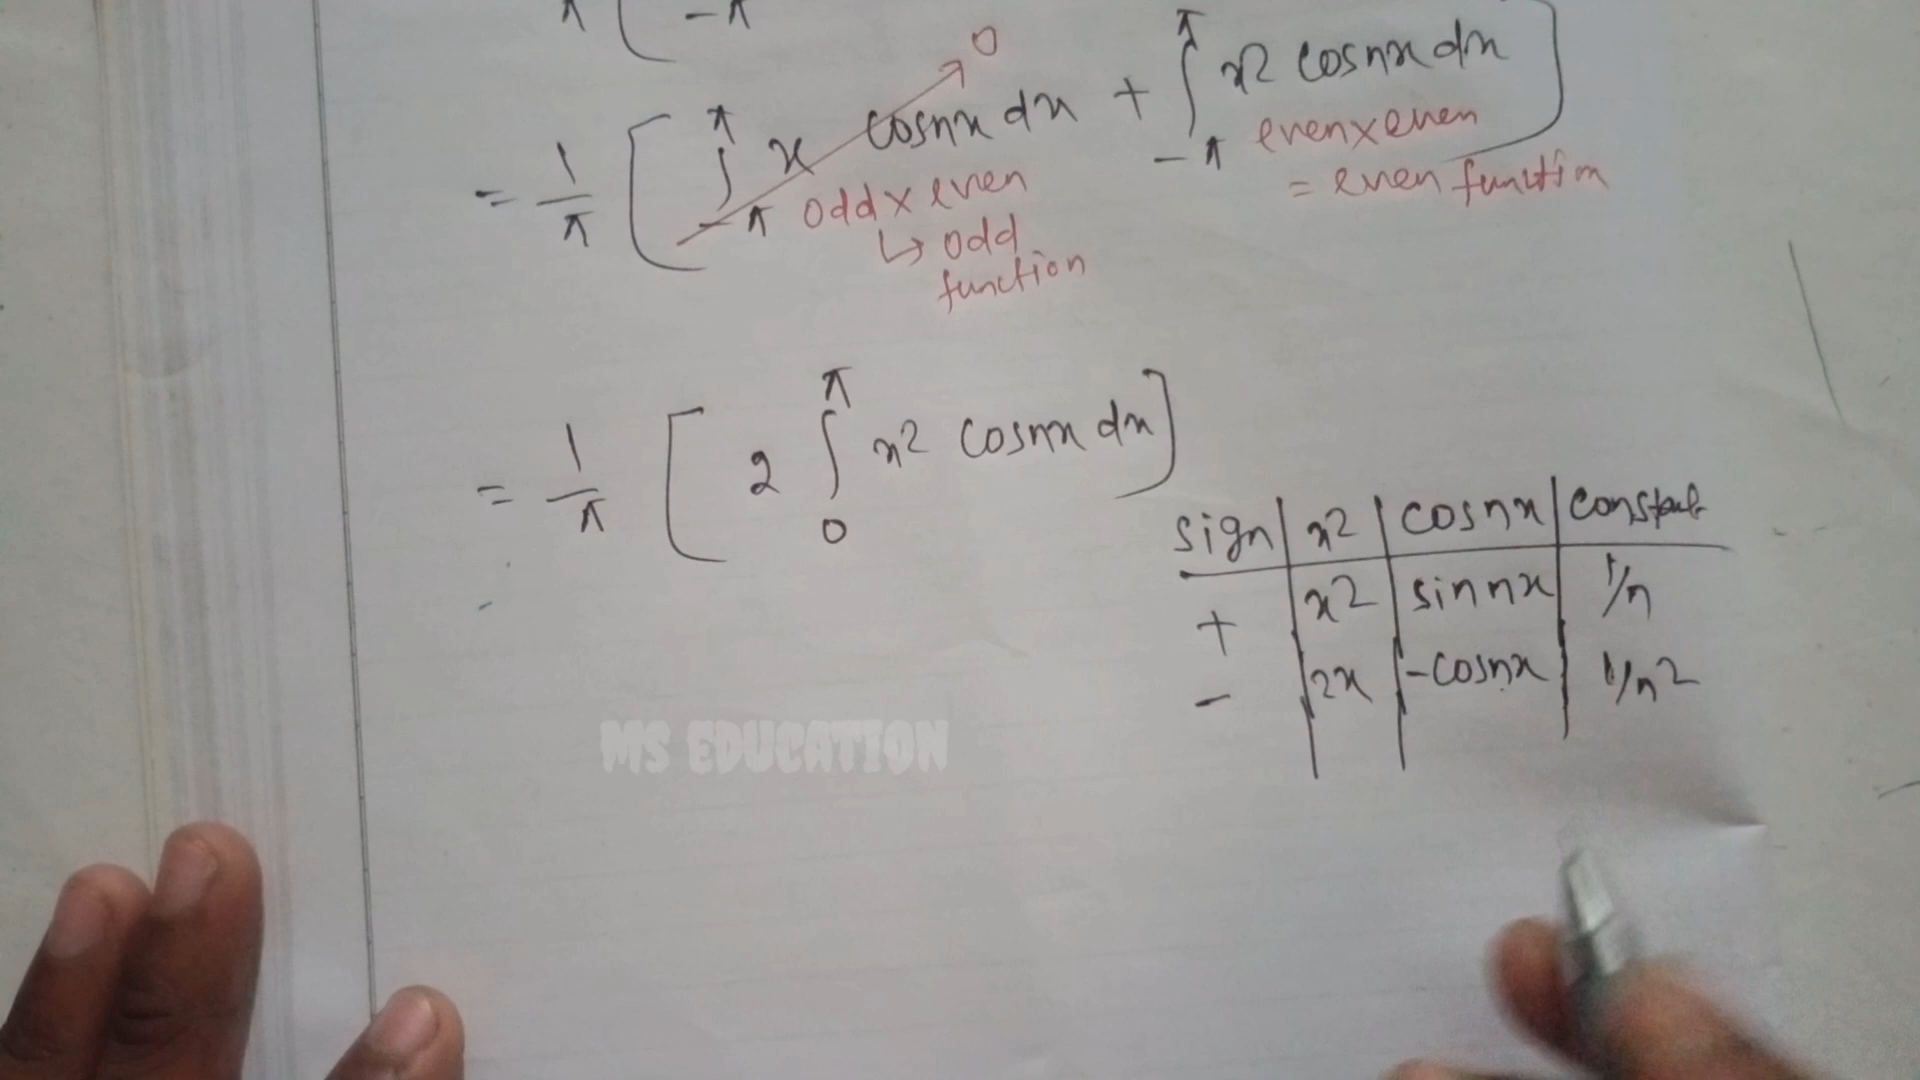 π [ -π
= 1/π [ ∫_{-π}^{π} x cosnx dx + ∫_{-π}^{π} x2 cosnx dx ]
0
odd x even
↳ odd
function
even x even
= even function
= 1/π [ 2 ∫_0^π x2 cosnx dx ]
sign | x2 | cosnx | constant
+ | x2 | sinnx | 1/n
- | 2x | -cosnx | 1/n2
MS EDUCATION